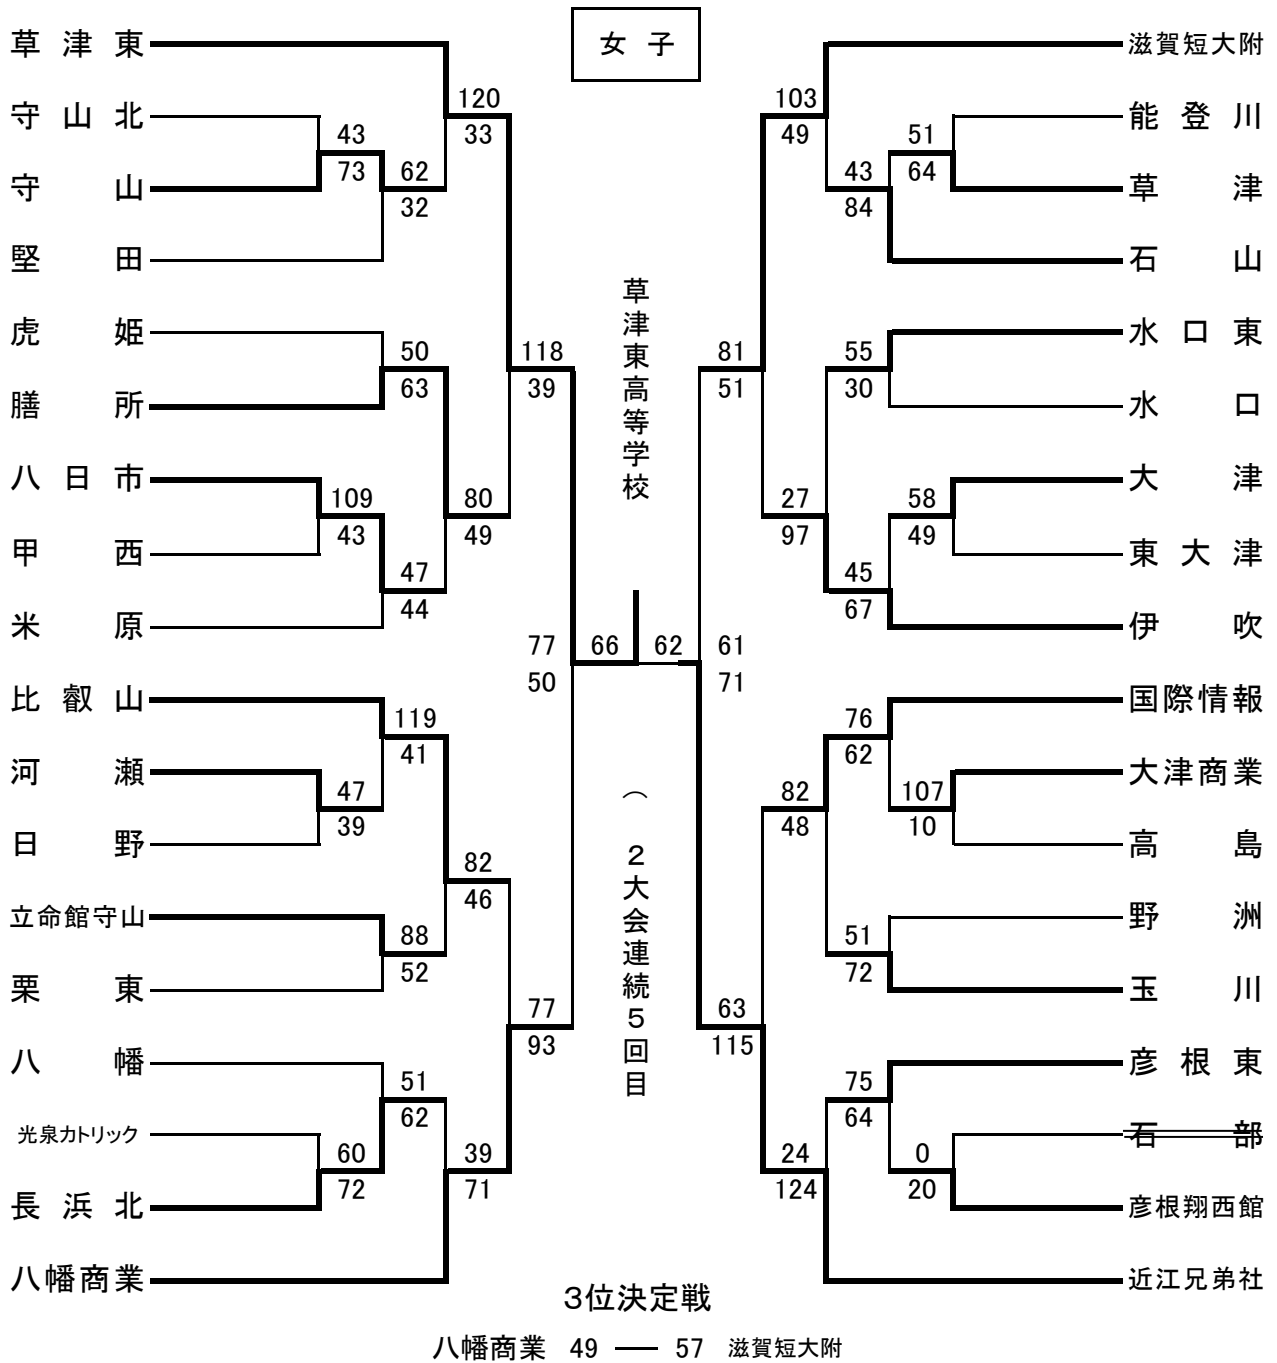 女子
草津東
守山北
守山
堅田
虎姫
膳所
八日市
甲西
米原
比叡山
河瀬
日野
立命館守山
栗東
八幡
光泉カトリック
長浜北
八幡商業
43
73
62
32
120
33
50
63
109
43
47
44
80
49
118
39
119
41
47
39
82
46
88
52
77
93
51
62
60
72
39
71
77
50
66
62
草津東高等学校
（２大会連続５回目
61
71
103
49
51
64
43
84
81
51
55
30
27
97
58
49
45
67
76
62
107
10
82
48
51
72
63
115
75
64
0
20
24
124
滋賀短大附
能登川
草津
石山
水口東
水口
大津
東大津
伊吹
国際情報
大津商業
高島
野洲
玉川
彦根東
石部
彦根翔西館
近江兄弟社
3位決定戦
八幡商業 49 ― 57 滋賀短大附